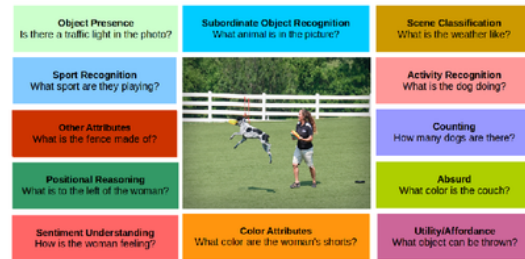 Object Presence
Is there a traffic light in the photo?
Subordinate Object Recognition
What animal is in the picture?
Scene Classification
What is the weather like?
Sport Recognition
What sport are they playing?
Activity Recognition
What is the dog doing?
Other Attributes
What is the fence made of?
Counting
How many dogs are there?
Positional Reasoning
What is to the left of the woman?
Absurd
What color is the couch?
Sentiment Understanding
How is the woman feeling?
Color Attributes
What color are the woman's shorts?
Utility/Affordance
What object can be thrown?